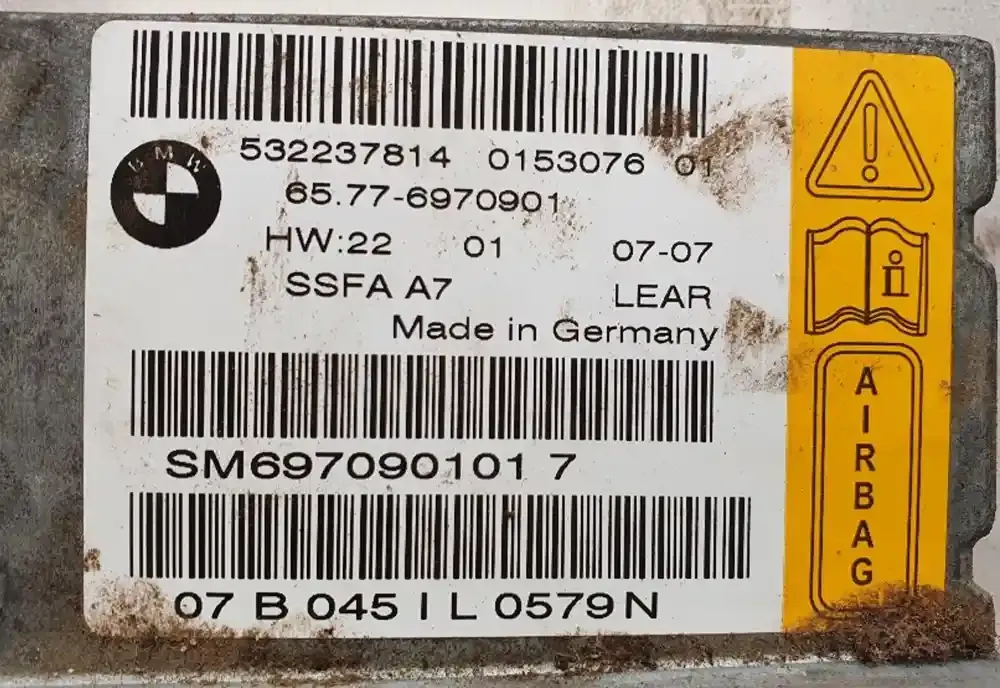 532237814 0153076 01
BMW
65.77-6970901
HW:22 01 07-07
SSFA A7 LEAR
Made in Germany
SM697090101 7
07 B 045 I L 0579 N
i
AIRBAG